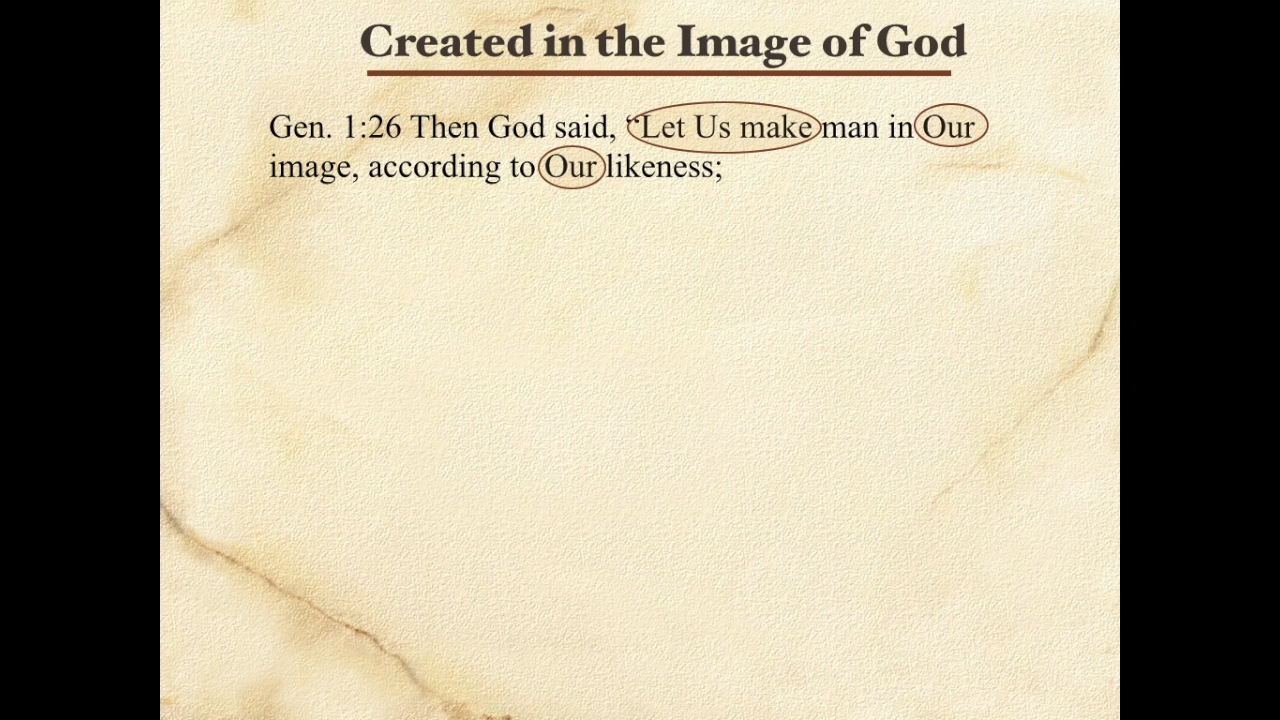 Created in the Image of God
Gen. 1:26 Then God said, “Let Us make man in Our
image, according to Our likeness;